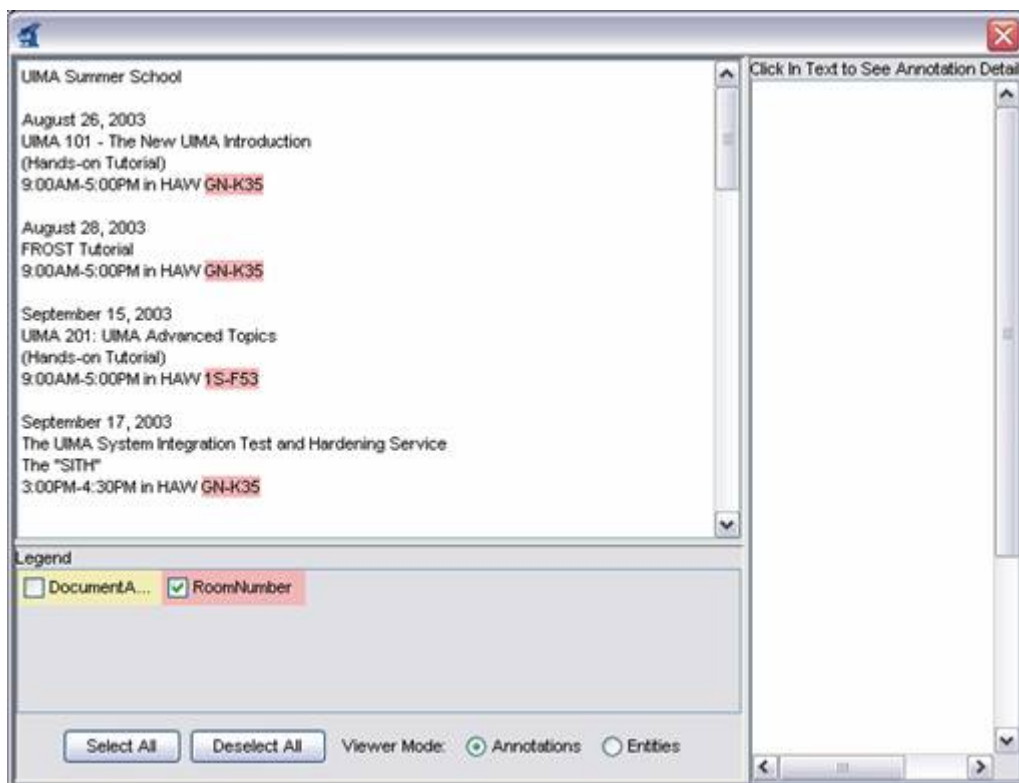 UIMA Summer School
August 26, 2003
UIMA 101 - The New UIMA Introduction
(Hands-on Tutorial)
9:00AM-5:00PM in HAW GN-K35
August 28, 2003
FROST Tutorial
9:00AM-5:00PM in HAW GN-K35
September 15, 2003
UIMA 201: UIMA Advanced Topics
(Hands-on Tutorial)
9:00AM-5:00PM in HAW 1S-F53
September 17, 2003
The UIMA System Integration Test and Hardening Service
The "SITH"
3:00PM-4:30PM in HAW GN-K35
Click In Text to See Annotation Detail
Legend
DocumentA... RoomNumber
Select All Deselect All Viewer Mode: Annotations Entities